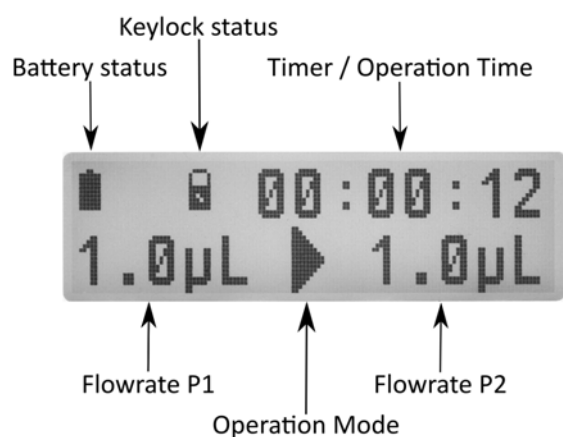 Keylock status
Battery status
Timer / Operation Time
00:00:12
1.0µL 1.0µL
Flowrate P1
Flowrate P2
Operation Mode